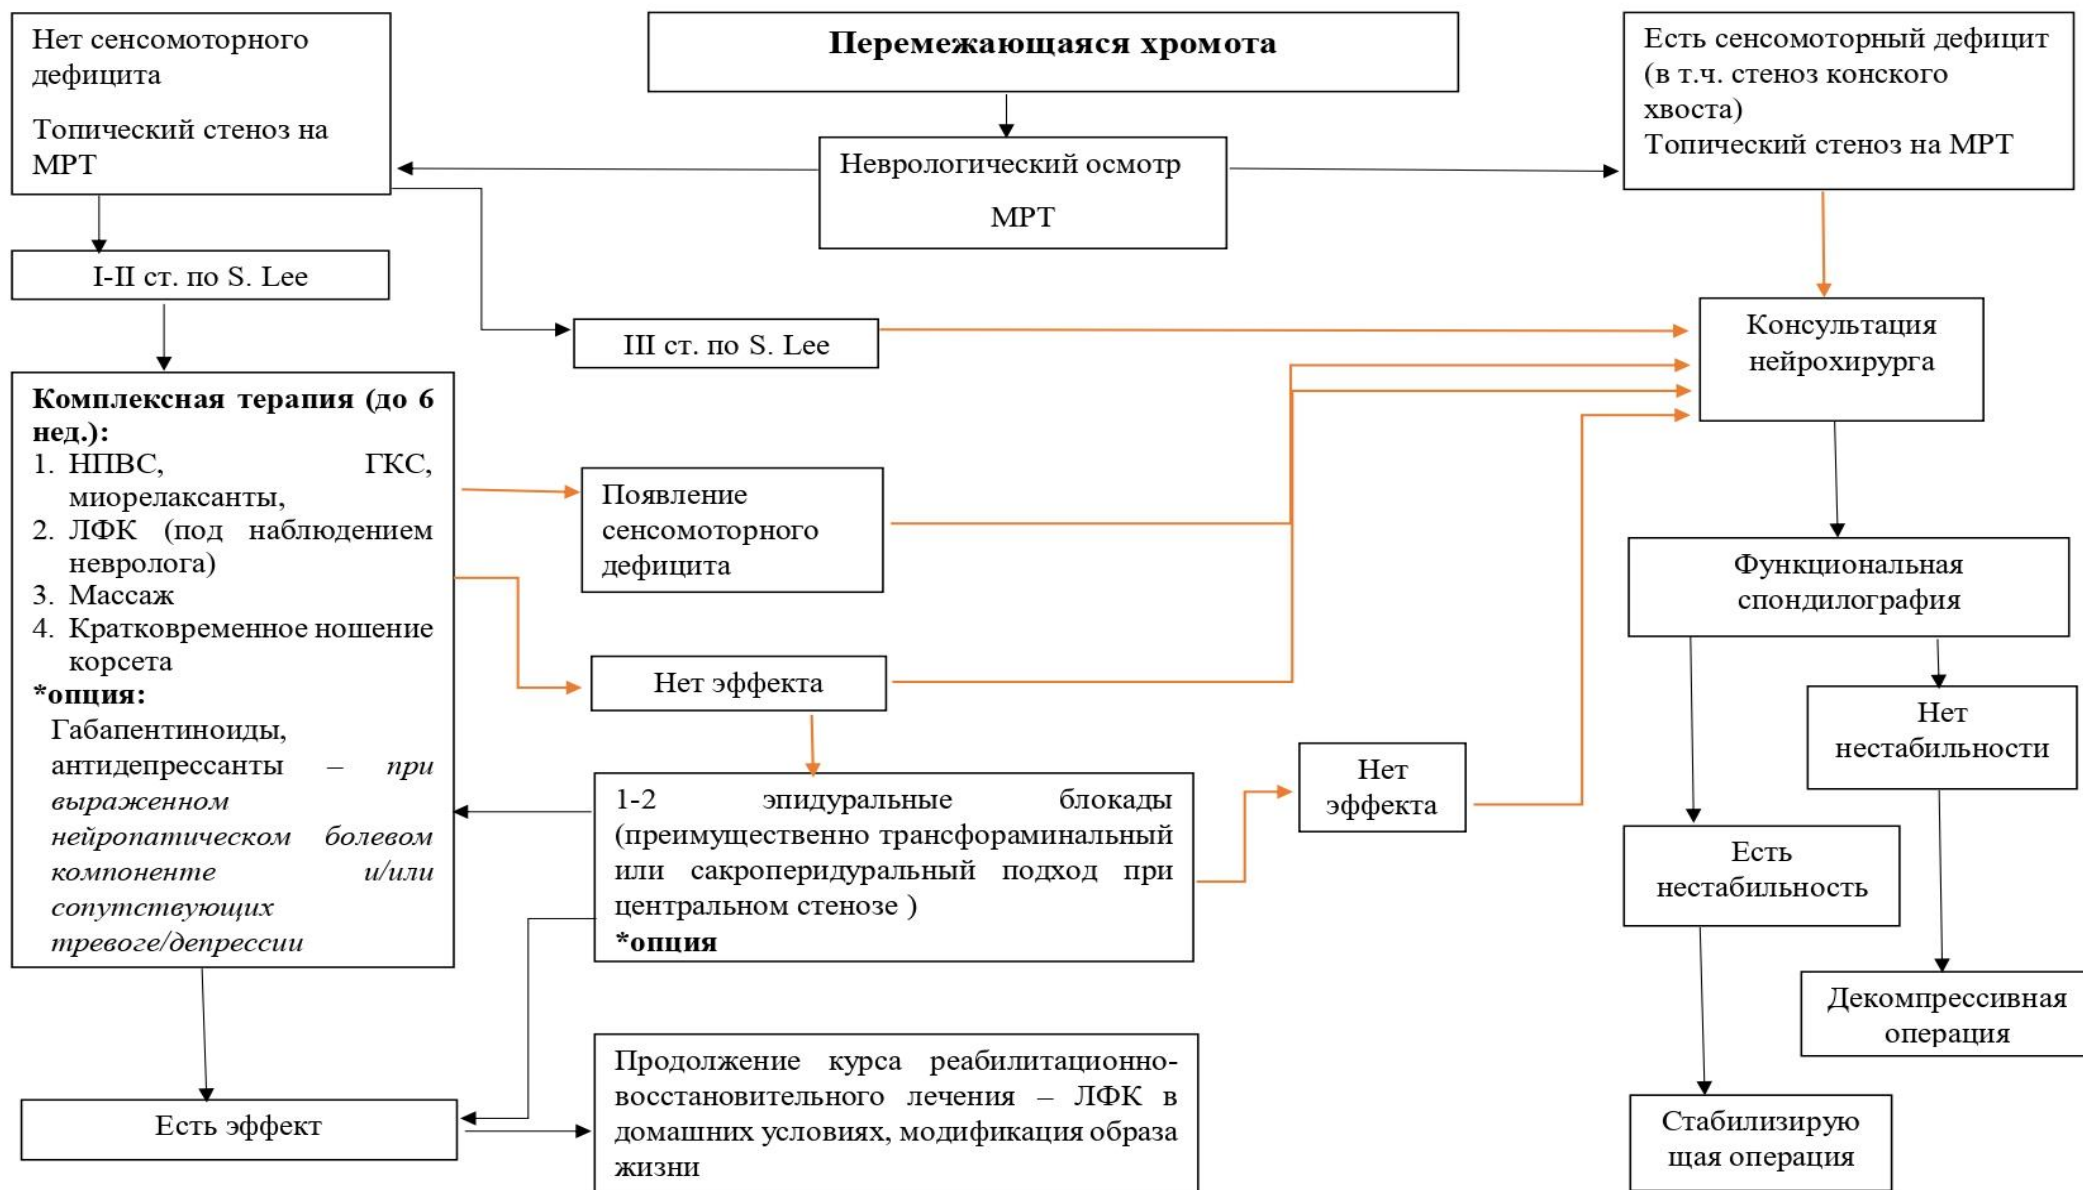 Нет сенсомоторного
дефицита
Топический стеноз на
МРТ
Перемежающаяся хромота
Есть сенсомоторный дефицит
(в т.ч. стеноз конского
хвоста)
Топический стеноз на МРТ
Неврологический осмотр
МРТ
I-II ст. по S. Lee
III ст. по S. Lee
Консультация
нейрохирурга
Комплексная терапия (до 6
нед.):
1. НПВС, ГКС,
миорелаксанты,
2. ЛФК (под наблюдением
невролога)
3. Массаж
4. Кратковременное ношение
корсета
*опция:
Габапентиноиды,
антидепрессанты – при
выраженном
нейропатическом болевом
компоненте и/или
сопутствующих
тревоге/депрессии
Появление
сенсомоторного
дефицита
Нет эффекта
1-2 эпидуральные блокады
(преимущественно трансфораминальный
или сакроперидуральный подход при
центральном стенозе )
*опция
Нет
эффекта
Функциональная
спондилография
Нет
нестабильности
Есть
нестабильность
Декомпрессивная
операция
Стабилизирую
щая операция
Есть эффект
Продолжение курса реабилитационно-
восстановительного лечения – ЛФК в
домашних условиях, модификация образа
жизни